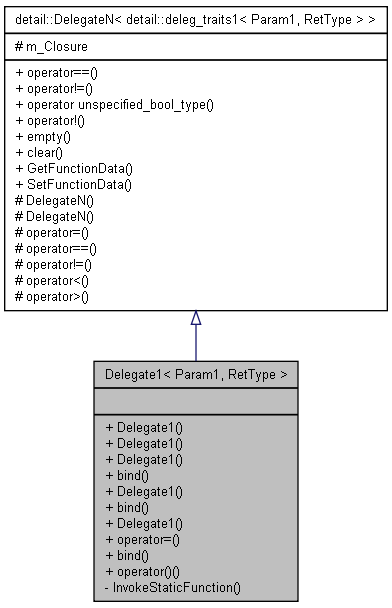 detail::DelegateN< detail::deleg_traits1< Param1, RetType > >
# m_Closure
+ operator==()
+ operator!=()
+ operator unspecified_bool_type()
+ operator!()
+ empty()
+ clear()
+ GetFunctionData()
+ SetFunctionData()
# DelegateN()
# DelegateN()
# operator=()
# operator==()
# operator!=()
# operator<()
# operator>()
Delegate1< Param1, RetType >
+ Delegate1()
+ Delegate1()
+ Delegate1()
+ bind()
+ Delegate1()
+ bind()
+ Delegate1()
+ operator=()
+ bind()
+ operator()()
- InvokeStaticFunction()